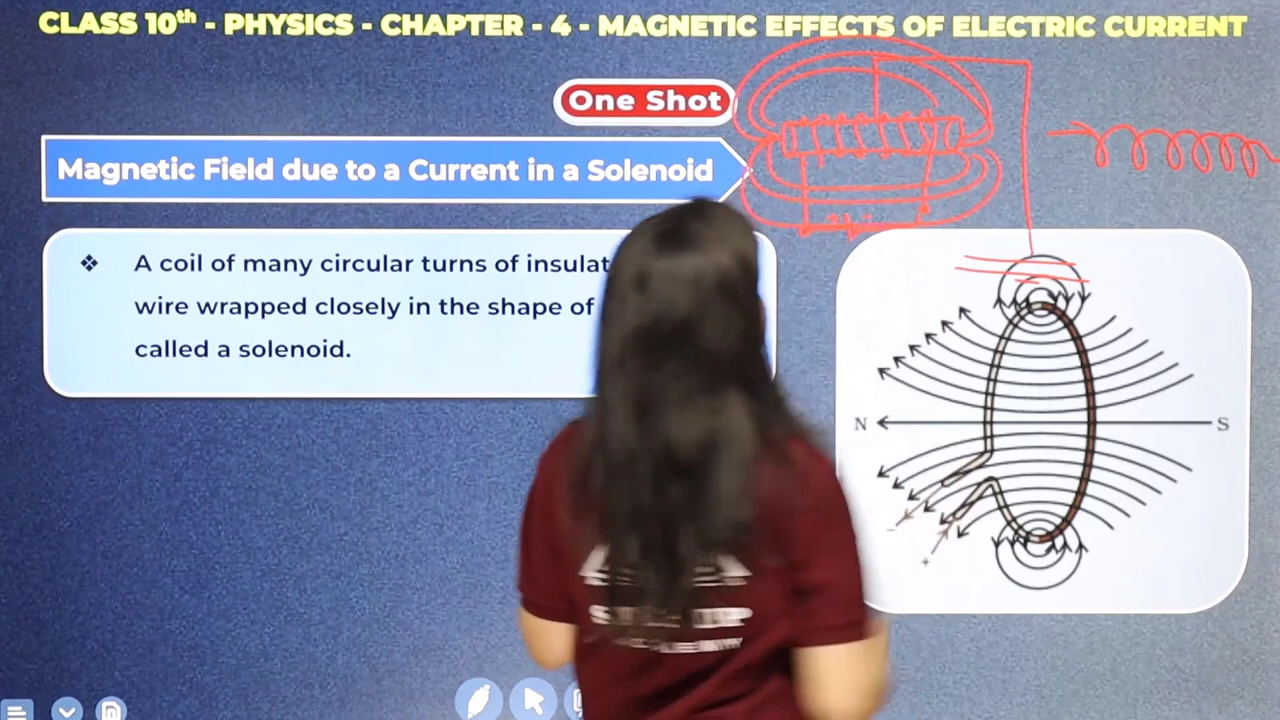 CLASS 10th - PHYSICS - CHAPTER - 4 - MAGNETIC EFFECTS OF ELECTRIC CURRENT
One Shot
Magnetic Field due to a Current in a Solenoid
❖ A coil of many circular turns of insulat
wire wrapped closely in the shape of
called a solenoid.
N
S
−
+